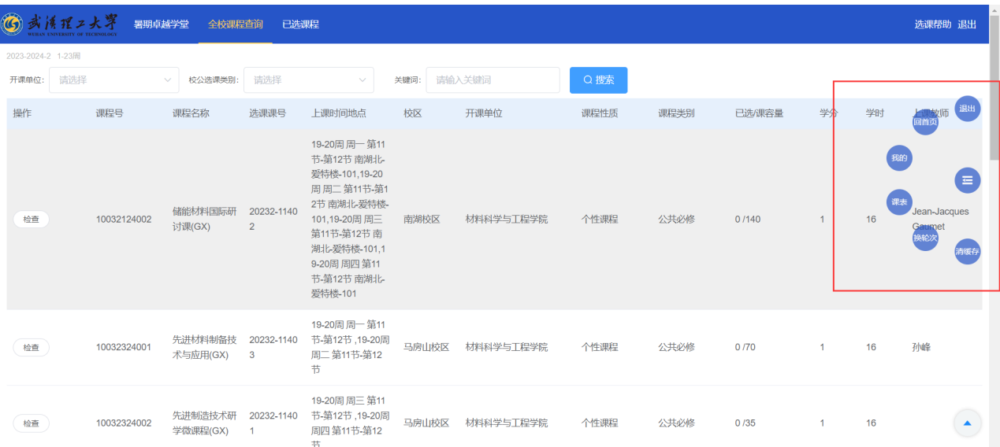 武汉理工大学
WUHAN UNIVERSITY OF TECHNOLOGY
暑期卓越学堂 全校课程查询 已选课程 选课帮助 退出
2023-2024-2 1-23周
开课单位: 请选择 校公选课类别: 请选择 关键词: 请输入关键词 搜索
操作 课程号 课程名称 选课课号 上课时间地点 校区 开课单位 课程性质 课程类别 已选/课容量 学分 学时 上课教师
退出
回首页
我的
课表
换轮次
清缓存
检查
10032124002
储能材料国际研
讨课(GX)
20232-1140
2
19-20周 周一 第11
节-第12节 南湖北-
爱特楼-101,19-20
周 周二 第11节-第1
2节 南湖北-爱特楼-
101,19-20周 周三
第11节-第12节 南
湖北-爱特楼-101,1
9-20周 周四 第11
节-第12节 南湖北-
爱特楼-101
南湖校区
材料科学与工程学院
个性课程
公共必修
0 /140
1
16
Jean-Jacques
Gaumet
检查
10032324001
先进材料制备技
术与应用(GX)
20232-1140
3
19-20周 周一 第11
节-第12节 ,19-20周
周二 第11节-第12
节
马房山校区
材料科学与工程学院
个性课程
公共必修
0 /70
1
16
孙峰
检查
10032324002
先进制造技术研
学微课程(GX)
20232-1140
1
19-20周 周三 第11
节-第12节 ,19-20周
周四 第11节-第12
节
马房山校区
材料科学与工程学院
个性课程
公共必修
0 /35
1
16